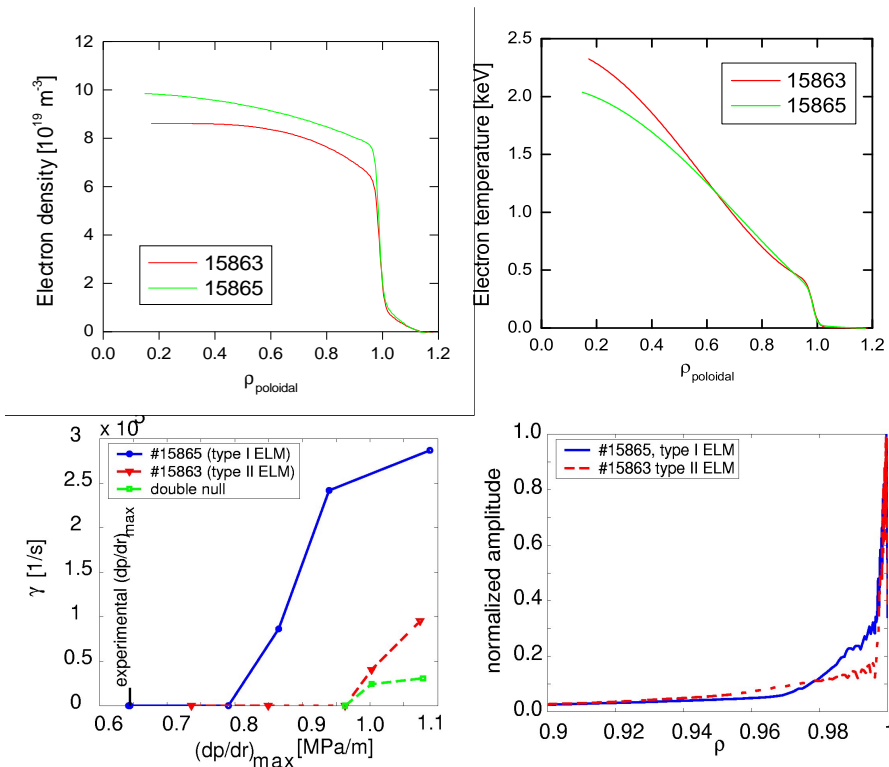 Electron density [10^19 m^-3]
12
10
8
6
4
2
0
15863
15865
0.0 0.2 0.4 0.6 0.8 1.0 1.2
ρpoloidal
Electron temperature [keV]
2.5
2.0
1.5
1.0
0.5
0.0
15863
15865
0.0 0.2 0.4 0.6 0.8 1.0 1.2
ρpoloidal
3
2.5
2
1.5
1
0.5
0
γ [1/s]
#15865 (type I ELM)
#15863 (type II ELM)
double null
experimental (dp/dr)max
0.6 0.7 0.8 0.9 1.0 1.1
(dp/dr)max [MPa/m]
normalized amplitude
1.0
0.8
0.6
0.4
0.2
0.0
#15865, type I ELM
#15863 type II ELM
0.9 0.92 0.94 0.96 0.98 1
ρ